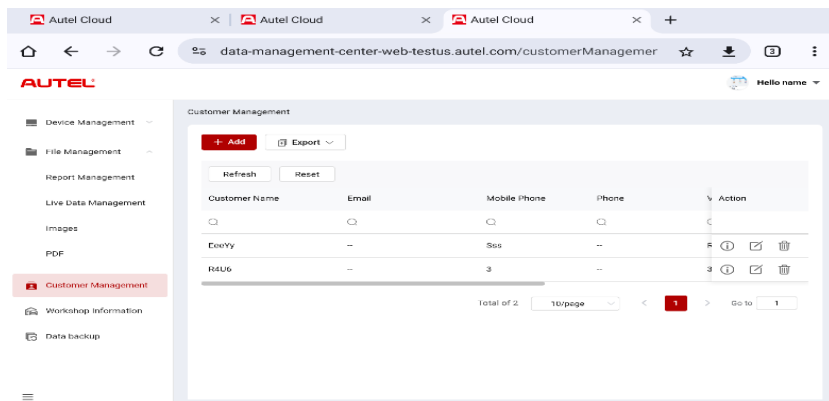 Autel Cloud Autel Cloud Autel Cloud
data-management-center-web-testus.autel.com/customerManagemer 3
AUTEL Hello name
Customer Management
Device Management
+ Add Export
File Management
Refresh Reset
Report Management
Customer Name Email Mobile Phone Phone V Action
Live Data Management
Images
EeeYy -- Sss --
PDF
R4U6 -- 3 -- 3
Customer Management
Total of 2 10/page < 1 > Go to 1
Workshop Information
Data backup